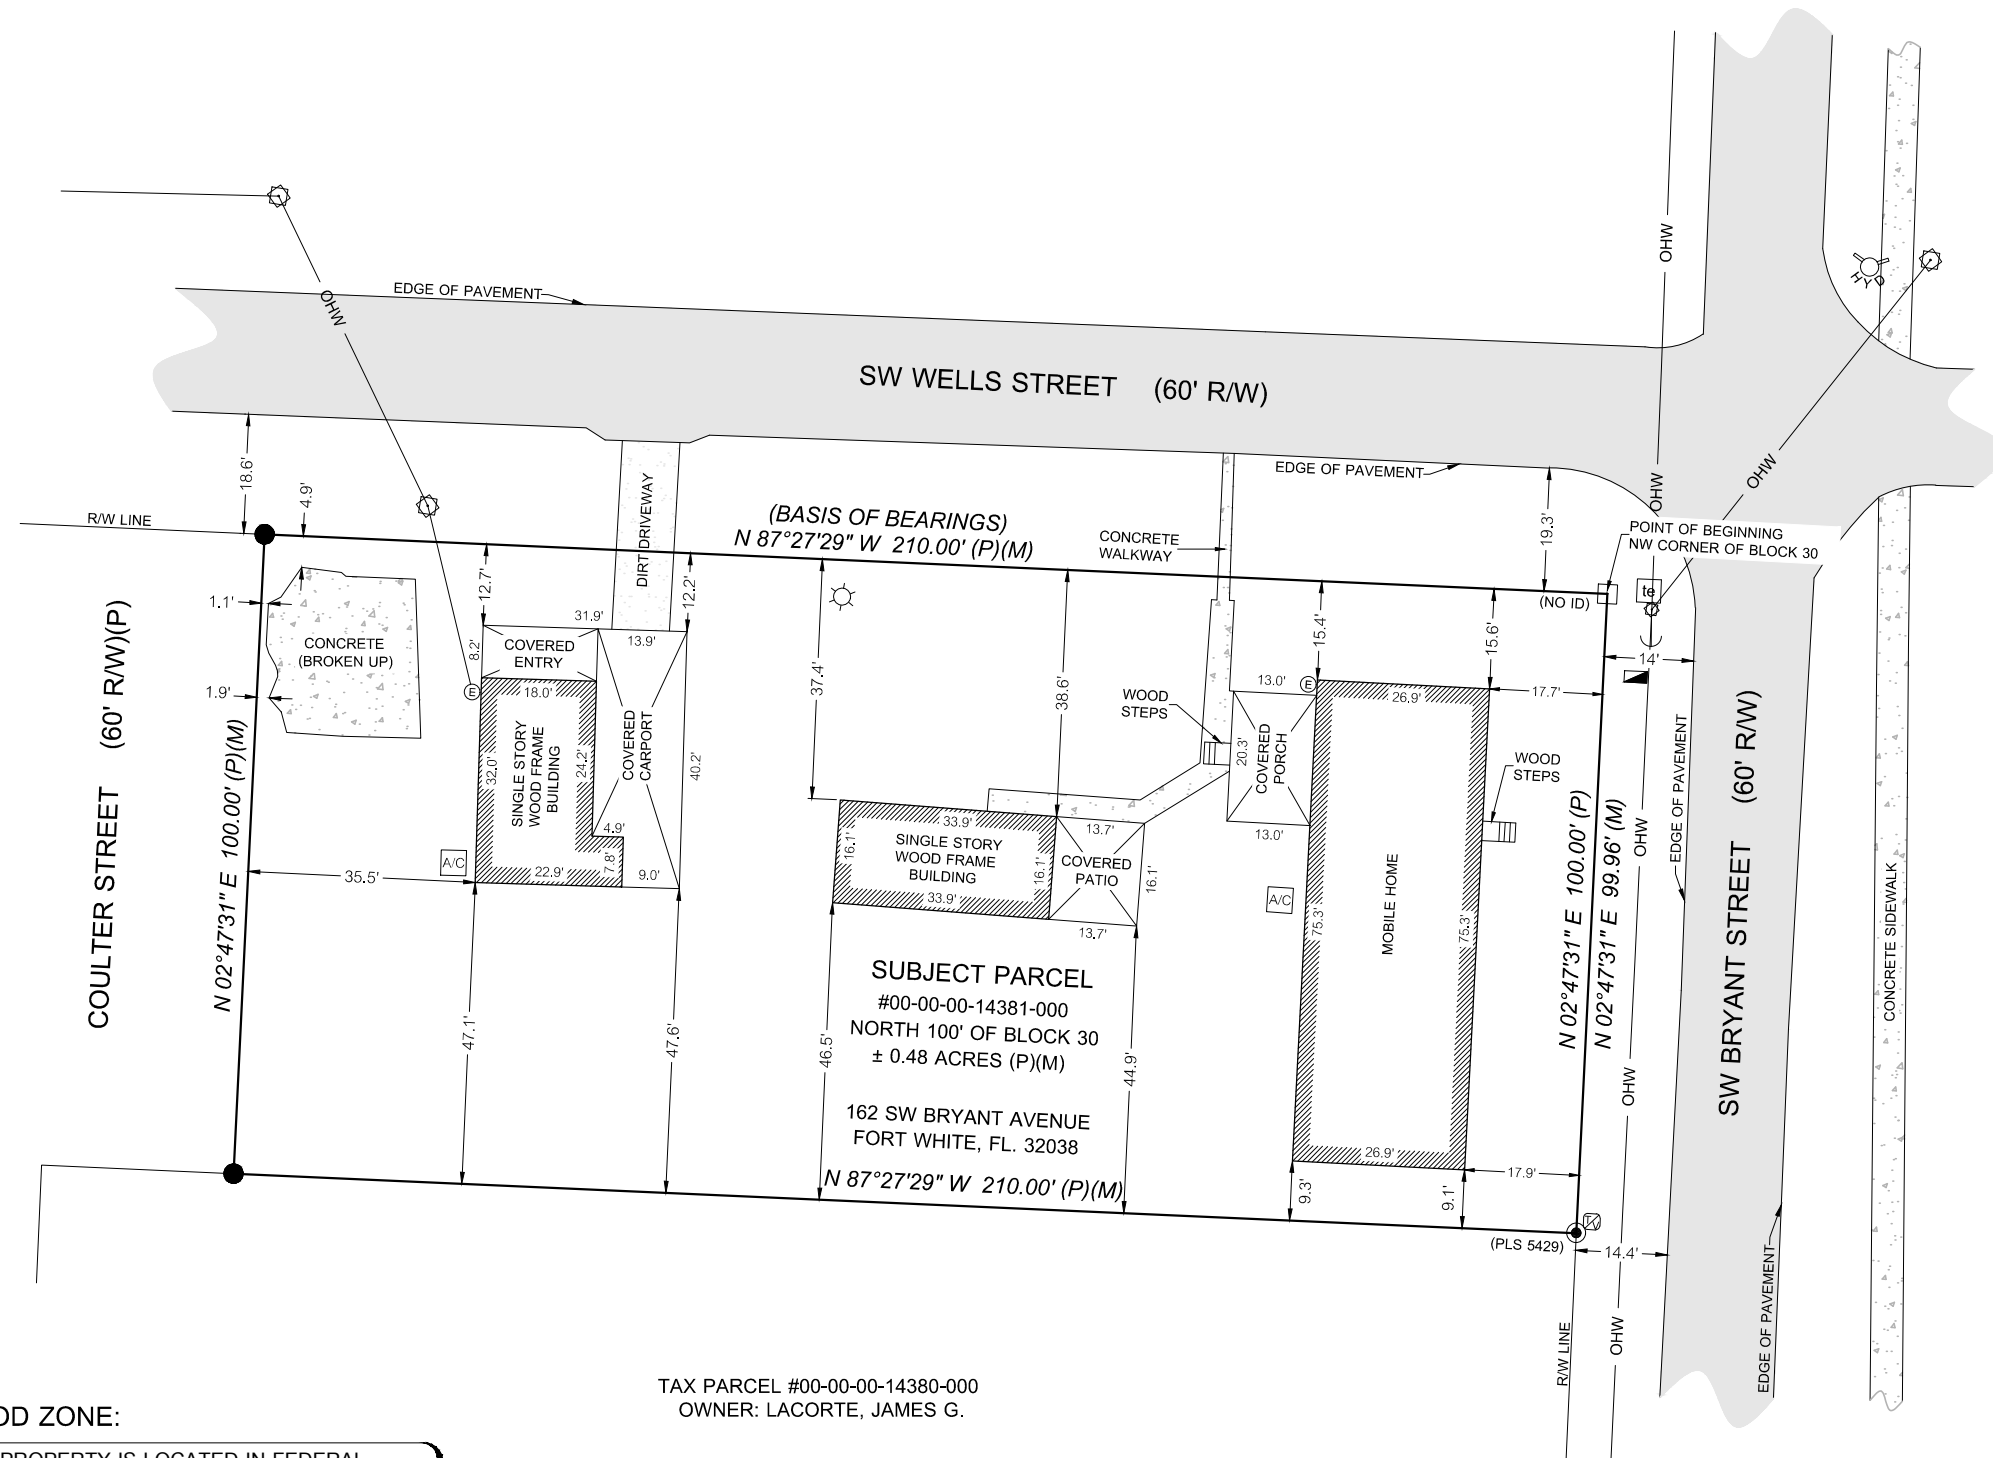 OHW
OHW
HYD
EDGE OF PAVEMENT
OHW
SW WELLS STREET (60' R/W)
18.6'
4.9'
R/W LINE
DIRT DRIVEWAY
(BASIS OF BEARINGS)
N 87°27'29" W 210.00' (P)(M)
CONCRETE
WALKWAY
EDGE OF PAVEMENT
19.3'
OHW
OHW
POINT OF BEGINNING
NW CORNER OF BLOCK 30
(NO ID)
te
1.1'
12.7'
31.9'
12.2'
13.9'
8.2'
COVERED
ENTRY
CONCRETE
(BROKEN UP)
1.9'
E
18.0'
37.4'
38.6'
WOOD
STEPS
13.0'
E
15.4'
15.6'
26.9'
17.7'
14'
COULTER STREET (60' R/W)(P)
N 02°47'31" E 100.00' (P)(M)
32.0'
SINGLE STORY
WOOD FRAME
BUILDING
24.2'
COVERED
CARPORT
40.2'
20.3'
COVERED
PORCH
13.0'
WOOD
STEPS
A/C
4.9'
7.8'
22.9'
9.0'
35.5'
33.9'
16.1'
SINGLE STORY
WOOD FRAME
BUILDING
16.1'
33.9'
13.7'
COVERED
PATIO
16.1'
13.7'
A/C
75.3'
MOBILE HOME
75.3'
N 02°47'31" E 100.00' (P)
N 02°47'31" E 99.96' (M)
OHW
EDGE OF PAVEMENT
SW BRYANT STREET (60' R/W)
CONCRETE SIDEWALK
SUBJECT PARCEL
#00-00-00-14381-000
NORTH 100' OF BLOCK 30
± 0.48 ACRES (P)(M)
47.1'
47.6'
46.5'
44.9'
OHW
162 SW BRYANT AVENUE
FORT WHITE, FL. 32038
N 87°27'29" W 210.00' (P)(M)
26.9'
17.9'
9.3'
9.1'
TV
(PLS 5429)
14.4'
EDGE OF PAVEMENT
R/W LINE
OHW
TAX PARCEL #00-00-00-14380-000
OWNER: LACORTE, JAMES G.
OD ZONE:
PROPERTY IS LOCATED IN FEDERAL